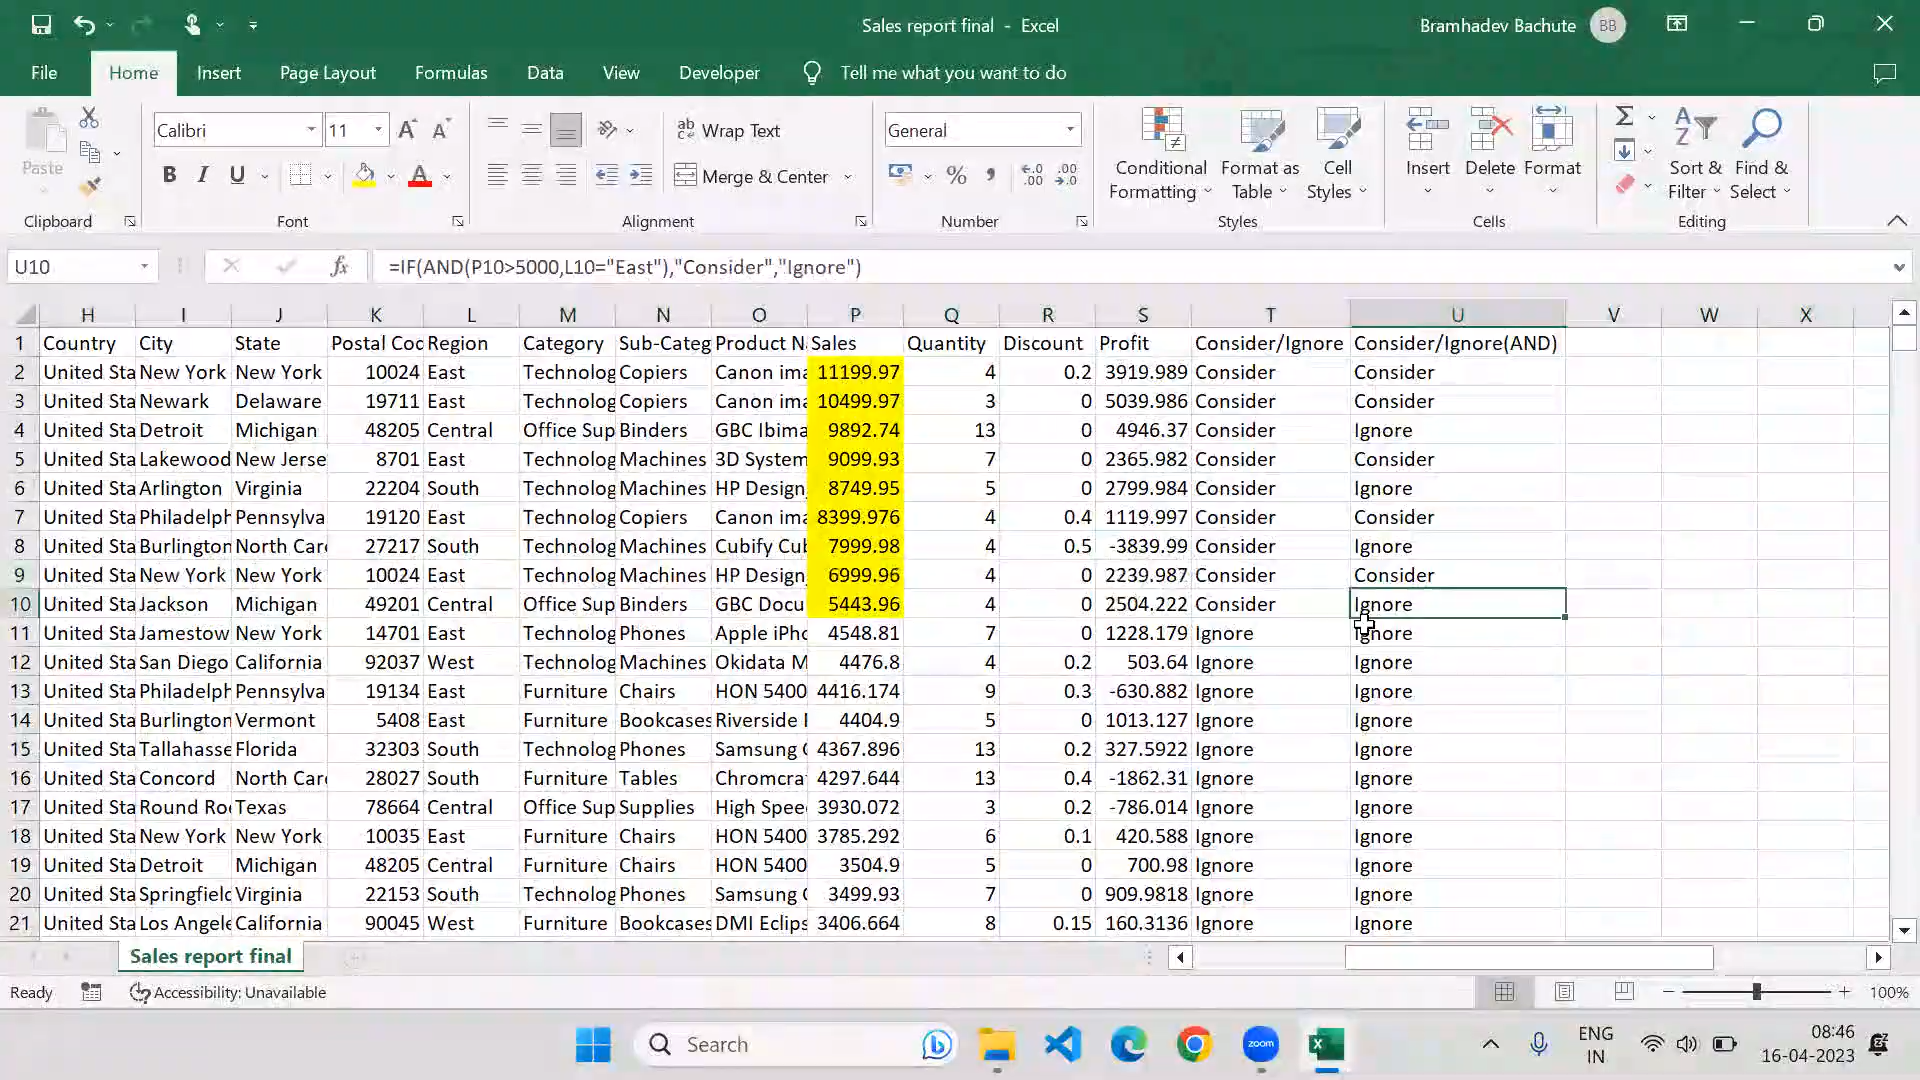 Sales report final - Excel
Bramhadev Bachute BB
File Home Insert Page Layout Formulas Data View Developer Tell me what you want to do
Paste
Clipboard
Calibri 11
B I U
Font
ab Wrap Text
Merge & Center
Alignment
General
% , .00 .00
Number
Conditional Formatting
Format as Table
Cell Styles
Styles
Insert Delete Format
Cells
Sort & Filter
Find & Select
Editing
U10 fx =IF(AND(P10>5000,L10="East"),"Consider","Ignore")
H I J K L M N O P Q R S T U V W X
1 Country City State Postal Coc Region Category Sub-Categ Product N Sales Quantity Discount Profit Consider/Ignore Consider/Ignore(AND)
2 United Sta New York New York 10024 East Technolog Copiers Canon ima 11199.97 4 0.2 3919.989 Consider Consider
3 United Sta Newark Delaware 19711 East Technolog Copiers Canon ima 10499.97 3 0 5039.986 Consider Consider
4 United Sta Detroit Michigan 48205 Central Office Sup Binders GBC Ibima 9892.74 13 0 4946.37 Consider Ignore
5 United Sta Lakewood New Jerse 8701 East Technolog Machines 3D System 9099.93 7 0 2365.982 Consider Consider
6 United Sta Arlington Virginia 22204 South Technolog Machines HP Design 8749.95 5 0 2799.984 Consider Ignore
7 United Sta Philadelph Pennsylva 19120 East Technolog Copiers Canon ima 8399.976 4 0.4 1119.997 Consider Consider
8 United Sta Burlington North Car 27217 South Technolog Machines Cubify Cub 7999.98 4 0.5 -3839.99 Consider Ignore
9 United Sta New York New York 10024 East Technolog Machines HP Design 6999.96 4 0 2239.987 Consider Consider
10 United Sta Jackson Michigan 49201 Central Office Sup Binders GBC Docu 5443.96 4 0 2504.222 Consider Ignore
11 United Sta Jamestow New York 14701 East Technolog Phones Apple iPho 4548.81 7 0 1228.179 Ignore Ignore
12 United Sta San Diego California 92037 West Technolog Machines Okidata M 4476.8 4 0.2 503.64 Ignore Ignore
13 United Sta Philadelph Pennsylva 19134 East Furniture Chairs HON 5400 4416.174 9 0.3 -630.882 Ignore Ignore
14 United Sta Burlington Vermont 5408 East Furniture Bookcases Riverside 4404.9 5 0 1013.127 Ignore Ignore
15 United Sta Tallahasse Florida 32303 South Technolog Phones Samsung 4367.896 13 0.2 327.5922 Ignore Ignore
16 United Sta Concord North Car 28027 South Furniture Tables Chromcra 4297.644 13 0.4 -1862.31 Ignore Ignore
17 United Sta Round Ro Texas 78664 Central Office Sup Supplies High Spee 3930.072 3 0.2 -786.014 Ignore Ignore
18 United Sta New York New York 10035 East Furniture Chairs HON 5400 3785.292 6 0.1 420.588 Ignore Ignore
19 United Sta Detroit Michigan 48205 Central Furniture Chairs HON 5400 3504.9 5 0 700.98 Ignore Ignore
20 United Sta Springfield Virginia 22153 South Technolog Phones Samsung 3499.93 7 0 909.9818 Ignore Ignore
21 United Sta Los Angele California 90045 West Furniture Bookcases DMI Eclips 3406.664 8 0.15 160.3136 Ignore Ignore
Sales report final
Ready Accessibility: Unavailable 100%
Search zoom ENG IN 08:46 16-04-2023